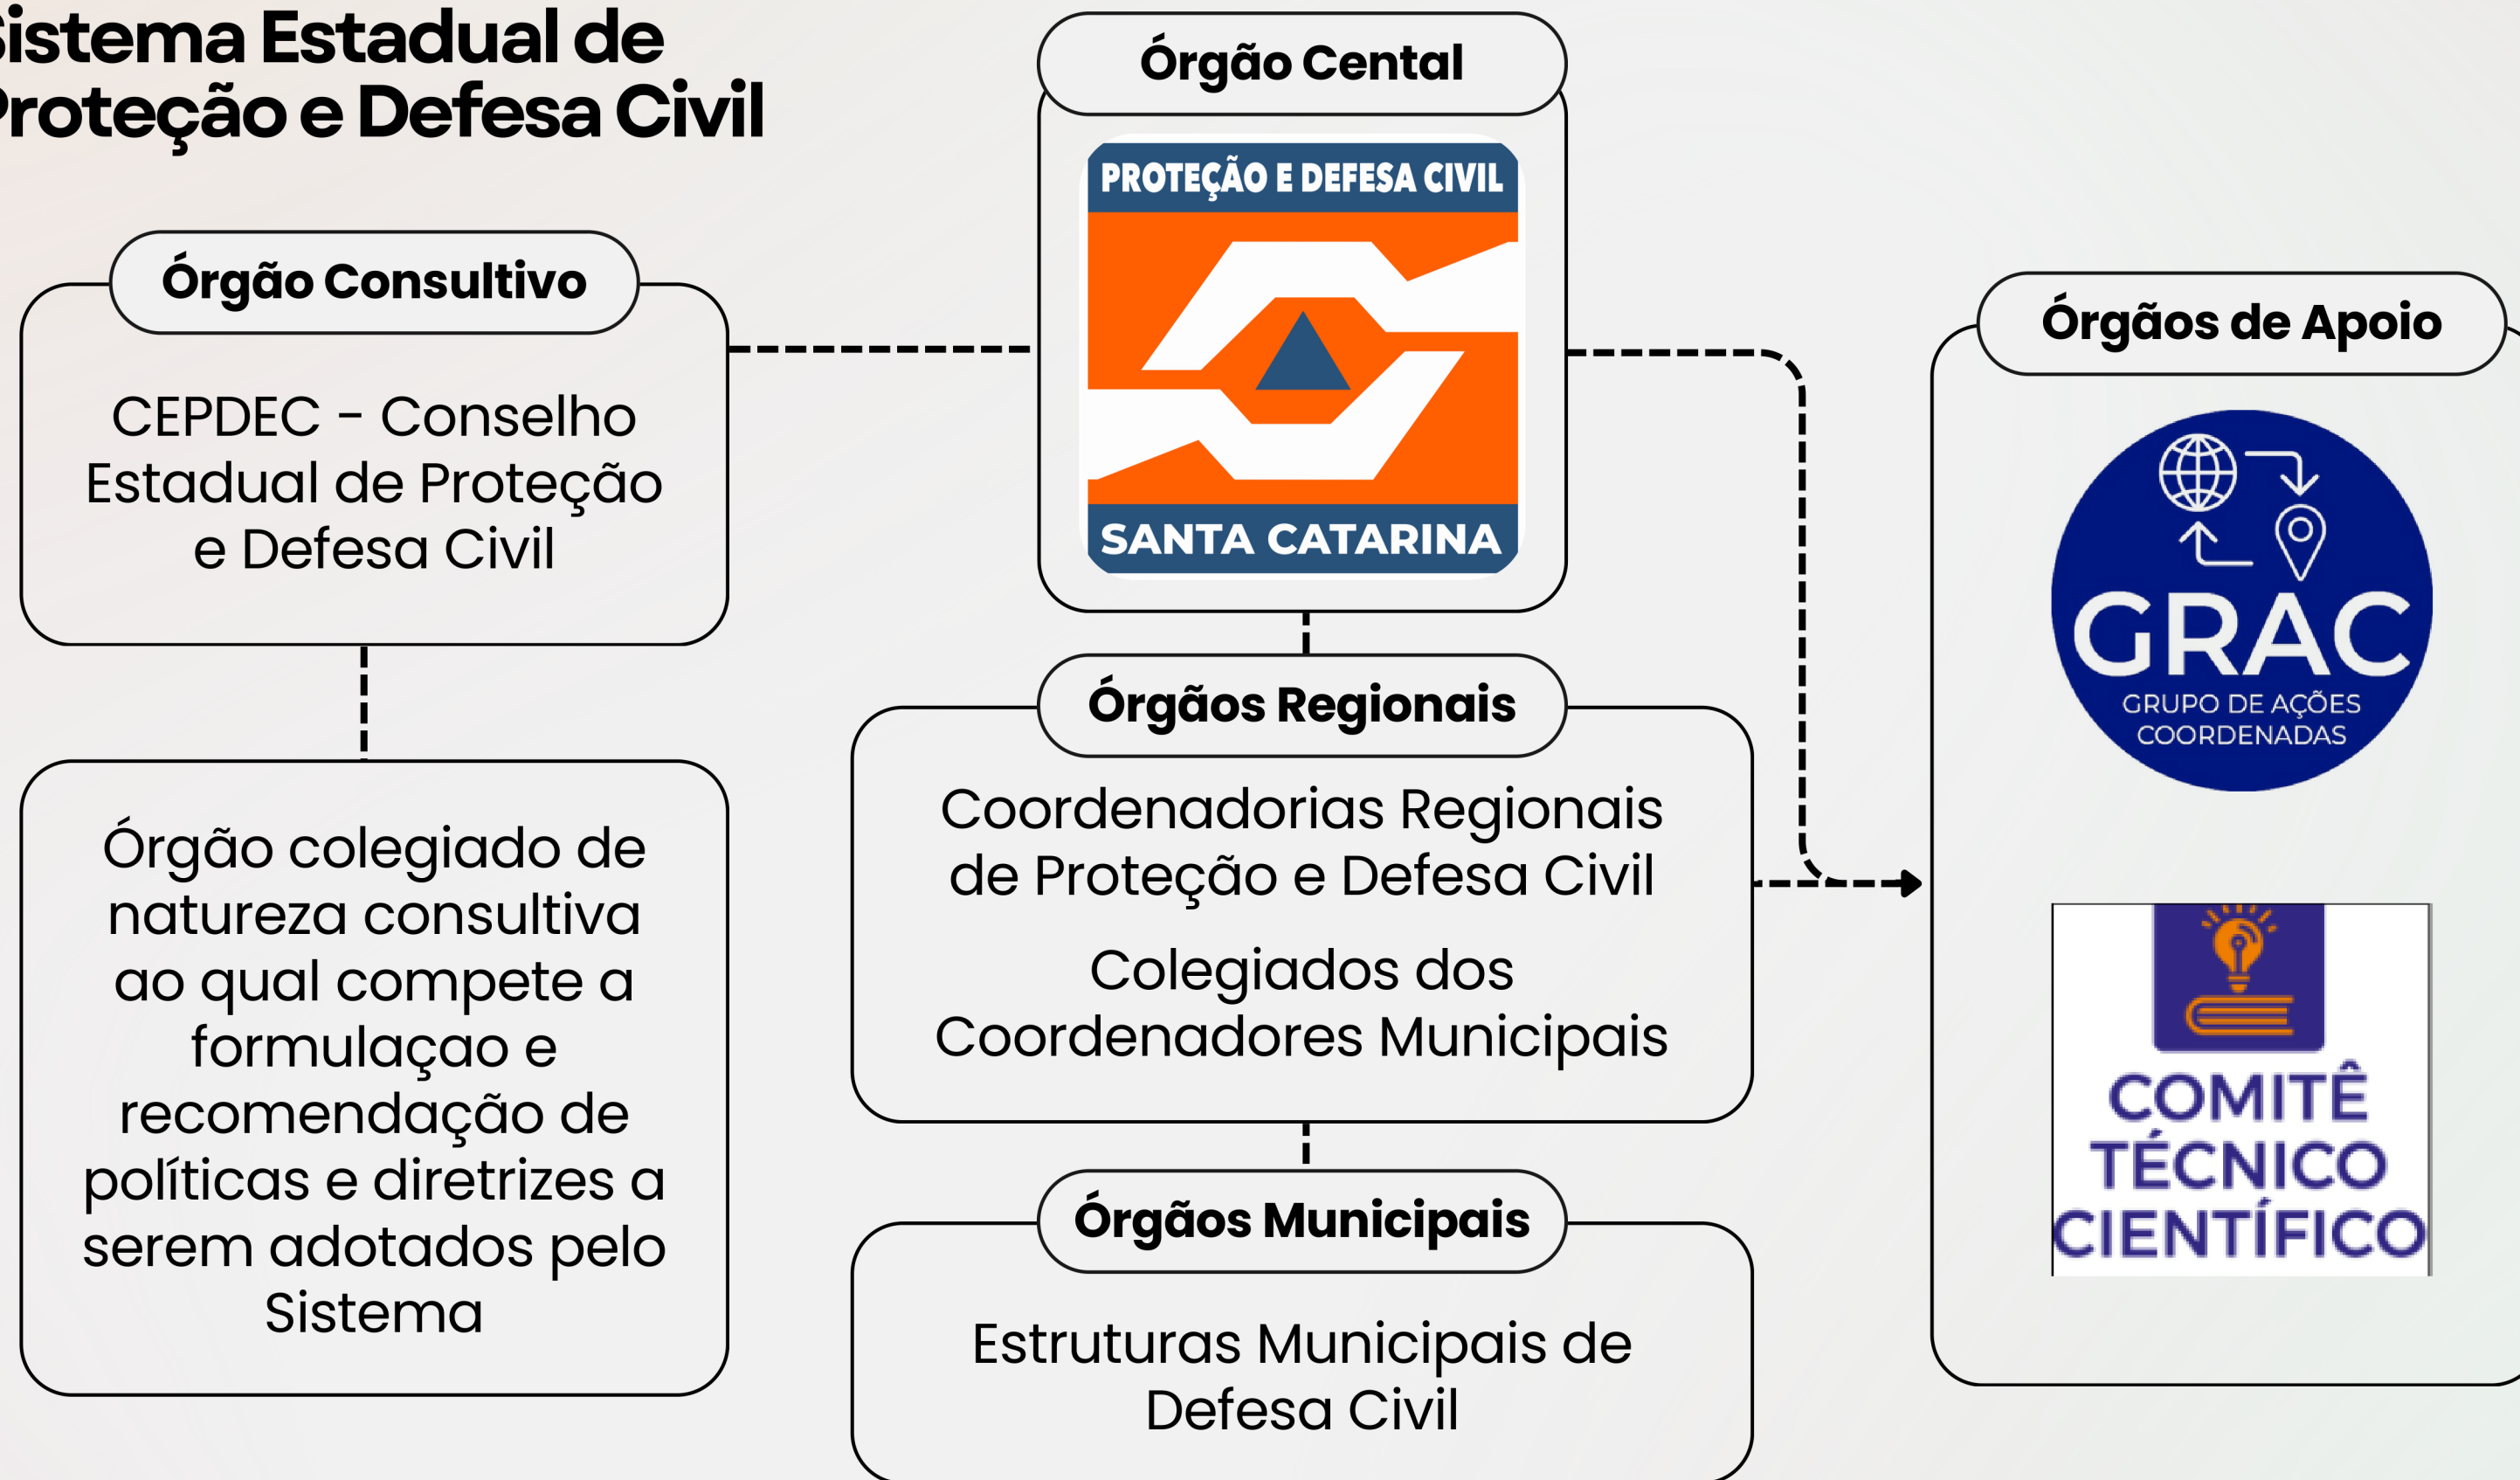 Sistema Estadual de
Proteção e Defesa Civil
Órgão Consultivo
CEPDEC - Conselho
Estadual de Proteção
e Defesa Civil
Órgão colegiado de
natureza consultiva
ao qual compete a
formulaçao e
recomendação de
políticas e diretrizes a
serem adotados pelo
Sistema
Órgão Cental
PROTEÇÃO E DEFESA CIVIL
SANTA CATARINA
Órgãos Regionais
Coordenadorias Regionais
de Proteção e Defesa Civil
Colegiados dos
Coordenadores Municipais
Órgãos Municipais
Estruturas Municipais de
Defesa Civil
Órgãos de Apoio
GRAC
GRUPO DE AÇÕES
COORDENADAS
COMITÊ
TÉCNICO
CIENTÍFICO